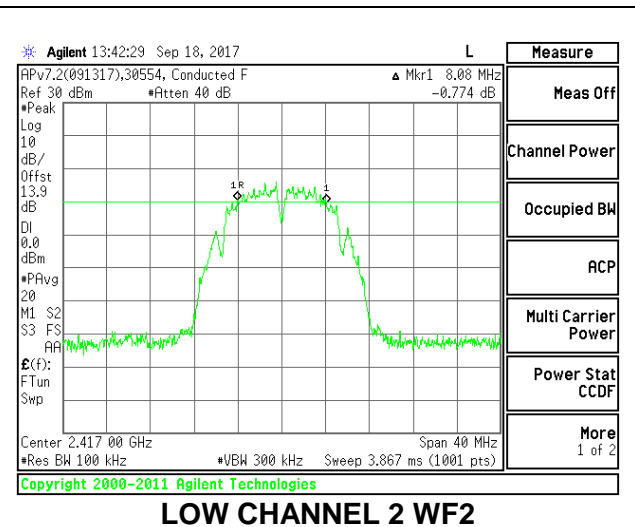 Agilent 13:42:29 Sep 18, 2017 L
APv7.2(091317),30554, Conducted F
▲ Mkr1 8.08 MHz
Ref 30 dBm #Atten 40 dB -0.774 dB
#Peak
Log
10
dB/
Offst
13.9
dB
DI
0.0
dBm
#PAvg
20
M1 S2
S3 FS
AA
£(f):
FTun
Swp
1R
1
Center 2.417 00 GHz Span 40 MHz
#Res BW 100 kHz #VBW 300 kHz Sweep 3.867 ms (1001 pts)
Copyright 2000-2011 Agilent Technologies
Measure
Meas Off
Channel Power
Occupied BW
ACP
Multi Carrier
Power
Power Stat
CCDF
More
1 of 2
LOW CHANNEL 2 WF2